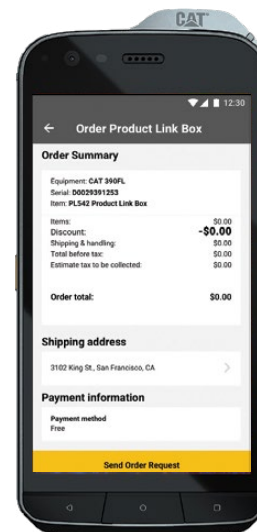 CAT
12:30
Order Product Link Box
Order Summary
Equipment: CAT 390FL
Serial: D0029391253
Item: PL542 Product Link Box
Items: $0.00
Discount: -$0.00
Shipping & handling: $0.00
Total before tax: $0.00
Estimate tax to be collected: $0.00
Order total: $0.00
Shipping address
3102 King St., San Francisco, CA
Payment information
Payment method
Free
Send Order Request